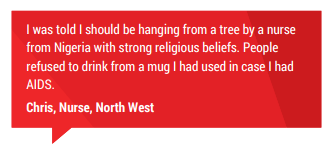 I was told I should be hanging from a tree by a nurse
from Nigeria with strong religious beliefs. People
refused to drink from a mug I had used in case I had
AIDS.
Chris, Nurse, North West